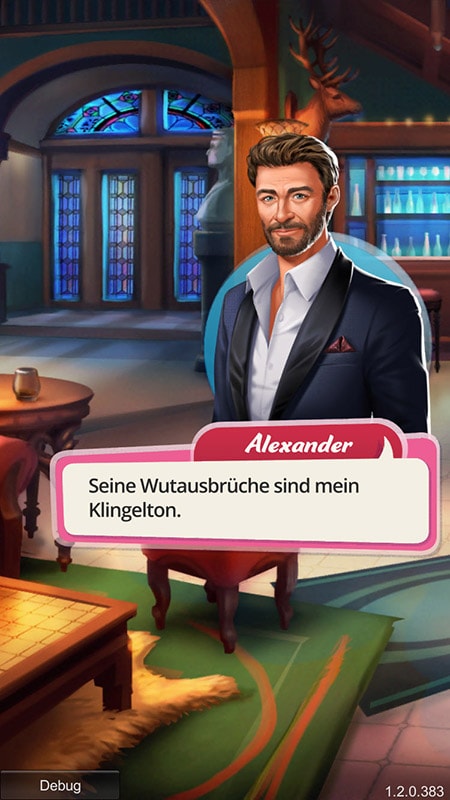 Alexander
Seine Wutausbrüche sind mein
Klingelton.
Debug
1.2.0.383